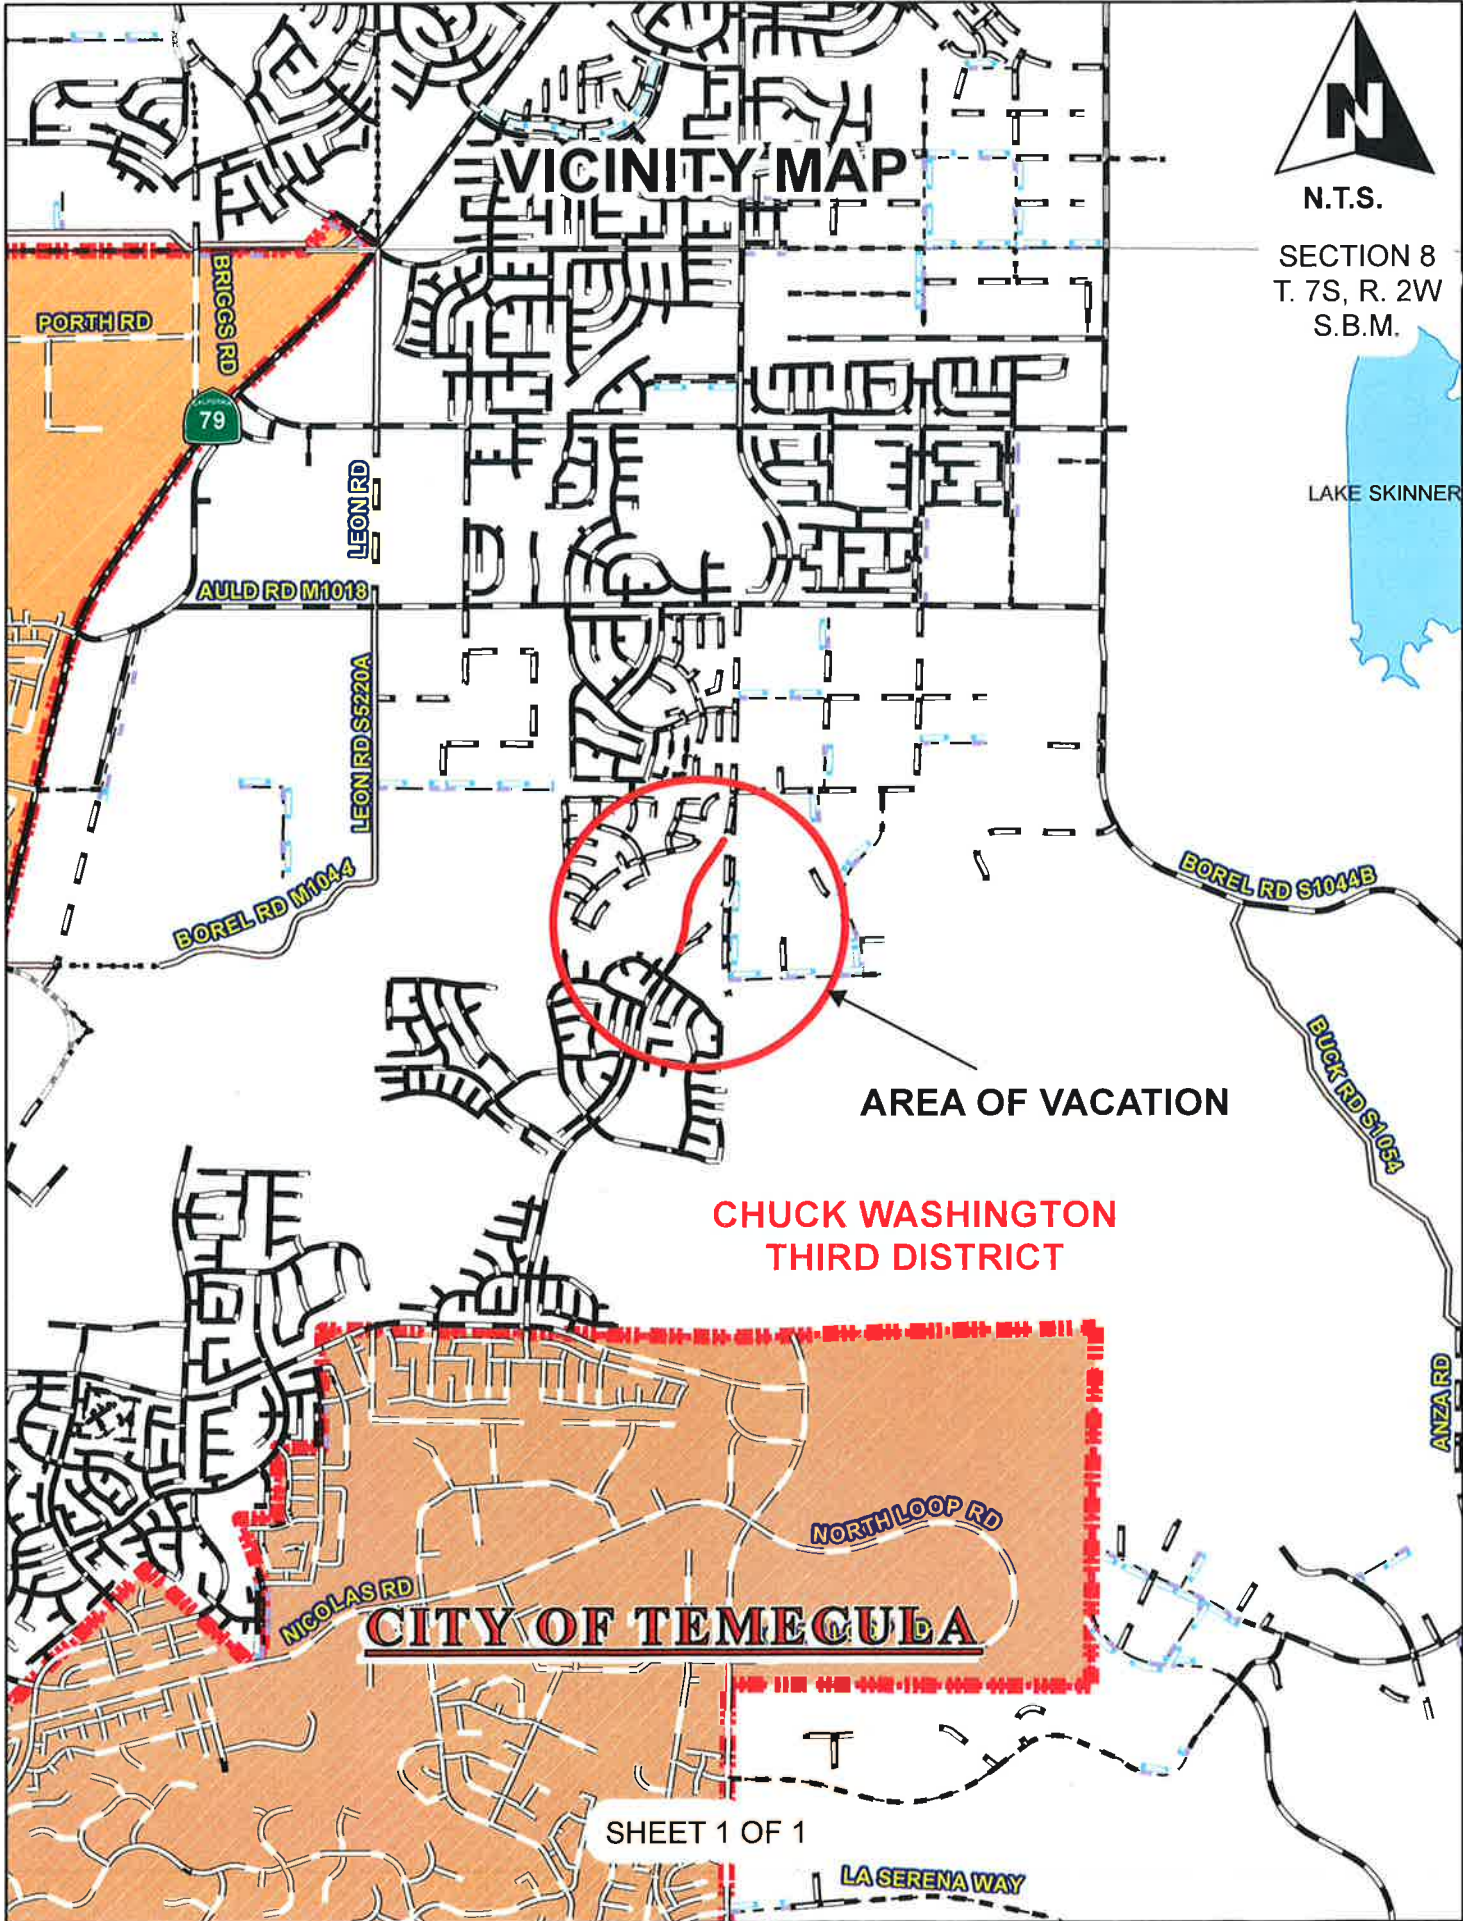 VICINITY MAP
N
N.T.S.
SECTION 8
T. 7S, R. 2W
S.B.M.
PORTH RD
BRIGGS RD
CALIFORNIA
79
LEON RD
LAKE SKINNER
AULD RD M1018
LEON RD S5220A
BOREL RD M1044
BOREL RD S1044B
BUCK RD S1054
AREA OF VACATION
CHUCK WASHINGTON
THIRD DISTRICT
ANZA RD
NORTH LOOP RD
NICOLAS RD
CITY OF TEMECULA
SHEET 1 OF 1
LA SERENA WAY